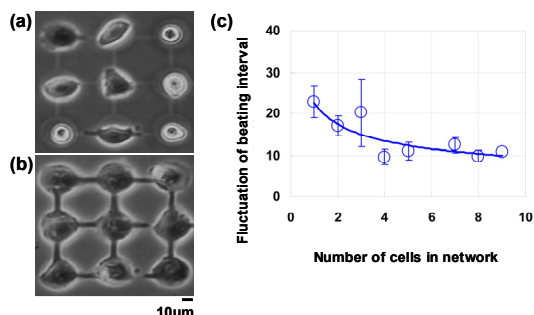 (a)
(b)
10μm
(c)
Fluctuation of beating interval
40
30
20
10
0
0 2 4 6 8 10
Number of cells in network